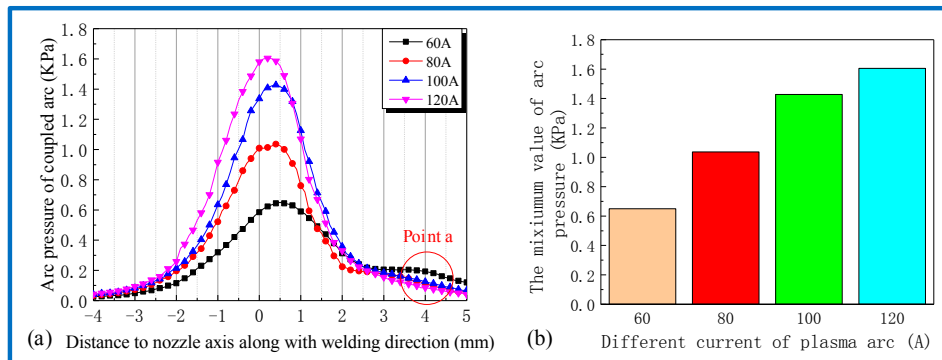 Arc pressure of coupled arc (KPa)
1.8
1.6
1.4
1.2
1.0
0.8
0.6
0.4
0.2
0.0
60A
80A
100A
120A
Point a
-4 -3 -2 -1 0 1 2 3 4 5
(a) Distance to nozzle axis along with welding direction (mm)
The mixiumum value of arc
pressure (KPa)
1.8
1.6
1.4
1.2
1.0
0.8
0.6
0.4
0.2
0.0
60 80 100 120
(b) Different current of plasma arc (A)